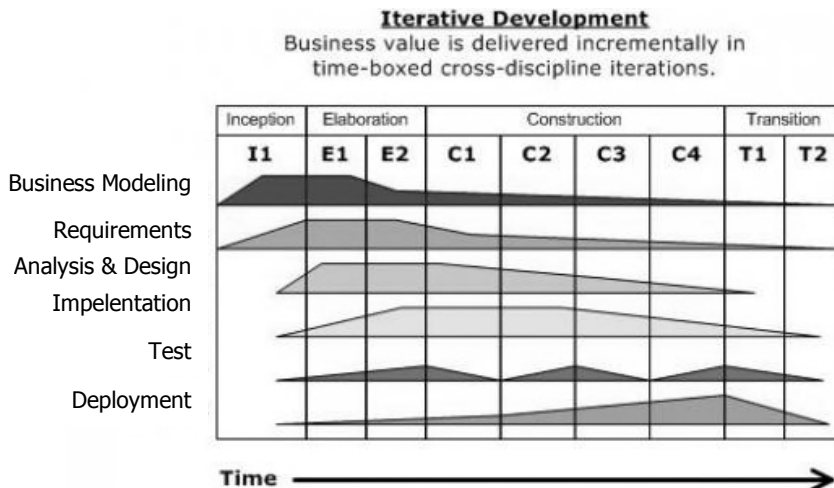 Iterative Development
Business value is delivered incrementally in
time-boxed cross-discipline iterations.
Inception Elaboration Construction Transition
I1 E1 E2 C1 C2 C3 C4 T1 T2
Business Modeling
Requirements
Analysis & Design
Impelentation
Test
Deployment
Time